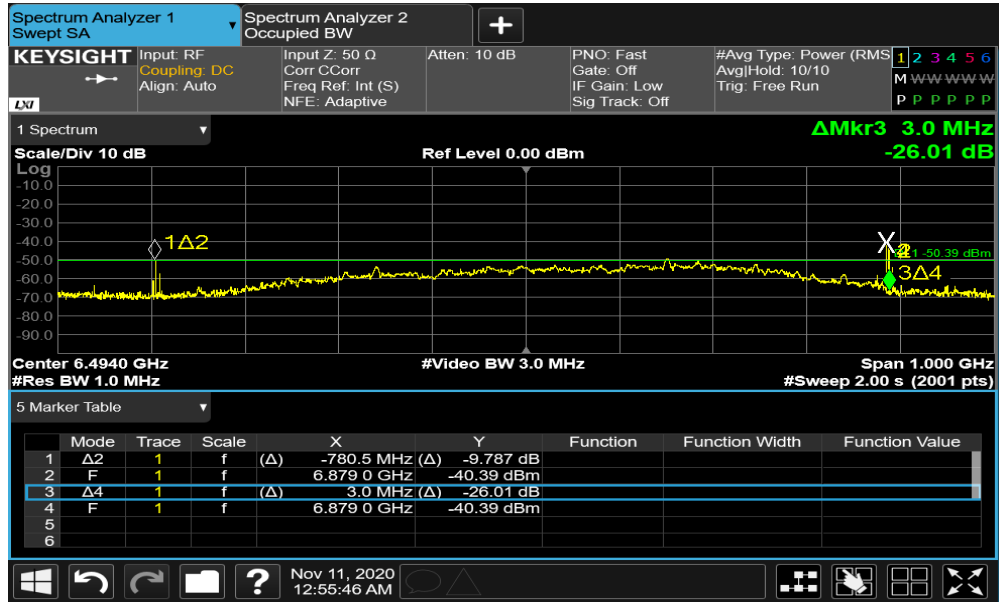 Spectrum Analyzer 1
Swept SA
Spectrum Analyzer 2
Occupied BW
KEYSIGHT
LXI
Input: RF
Coupling: DC
Align: Auto
Input Z: 50 Ω
Corr CCorr
Freq Ref: Int (S)
NFE: Adaptive
Atten: 10 dB
PNO: Fast
Gate: Off
IF Gain: Low
Sig Track: Off
#Avg Type: Power (RMS
Avg|Hold: 10/10
Trig: Free Run
1 2 3 4 5 6
M W W W W W
P P P P P P
1 Spectrum
ΔMkr3 3.0 MHz
Scale/Div 10 dB
Ref Level 0.00 dBm
-26.01 dB
Log
-10.0
-20.0
-30.0
-40.0
1Δ2
-50.0
-50.39 dBm
3Δ4
-60.0
-70.0
-80.0
-90.0
Center 6.4940 GHz
#Video BW 3.0 MHz
Span 1.000 GHz
#Res BW 1.0 MHz
#Sweep 2.00 s (2001 pts)
5 Marker Table
Mode Trace Scale X Y Function Function Width Function Value
1 Δ2 1 f (Δ) -780.5 MHz (Δ) -9.787 dB
2 F 1 f 6.879 0 GHz -40.39 dBm
3 Δ4 1 f (Δ) 3.0 MHz (Δ) -26.01 dB
4 F 1 f 6.879 0 GHz -40.39 dBm
5
6
?
Nov 11, 2020
12:55:46 AM